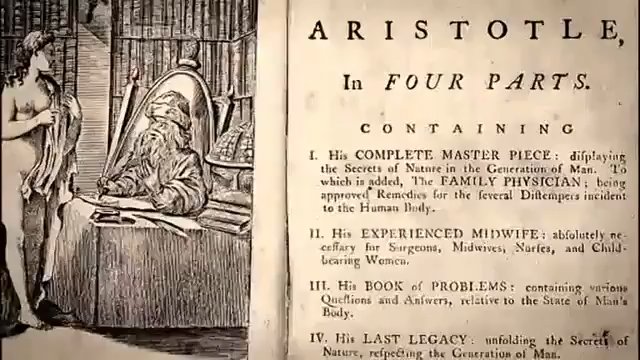 ARISTOTLE,
In FOUR PARTS.
CONTAINING
I. His COMPLETE MASTER PIECE: diſplaying
the Secrets of Nature in the Generation of Man. To
which is added, The FAMILY PHYSICIAN; being
approved Remedies for the ſeveral Diſtempers incident
to the Human Body.
II. His EXPERIENCED MIDWIFE: abſolutely ne-
ceſſary for Surgeons, Midwives, Nurſes, and Child-
bearing Women.
III. His BOOK of PROBLEMS: containing various
Queſtions and Anſwers, relative to the State of Man's
Body.
IV. His LAST LEGACY: unfolding the Secrets of
Nature, reſpecting the Generation of Man.